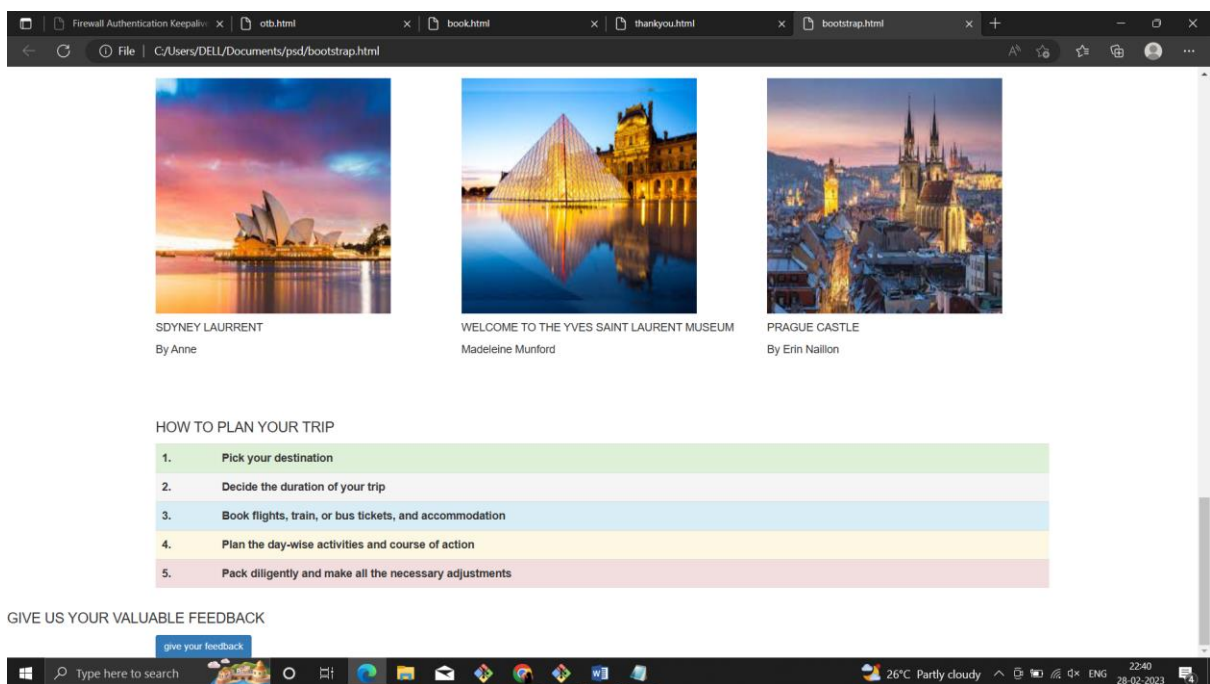 Firewall Authentication Keepaliv
otb.html
book.html
thankyou.html
bootstrap.html
File | C:/Users/DELL/Documents/psd/bootstrap.html
SDYNEY LAURRENT
By Anne
WELCOME TO THE YVES SAINT LAURENT MUSEUM
Madeleine Munford
PRAGUE CASTLE
By Erin Naillon
HOW TO PLAN YOUR TRIP
1. Pick your destination
2. Decide the duration of your trip
3. Book flights, train, or bus tickets, and accommodation
4. Plan the day-wise activities and course of action
5. Pack diligently and make all the necessary adjustments
GIVE US YOUR VALUABLE FEEDBACK
give your feedback
Type here to search
26°C Partly cloudy
ENG
22:40
28-02-2023